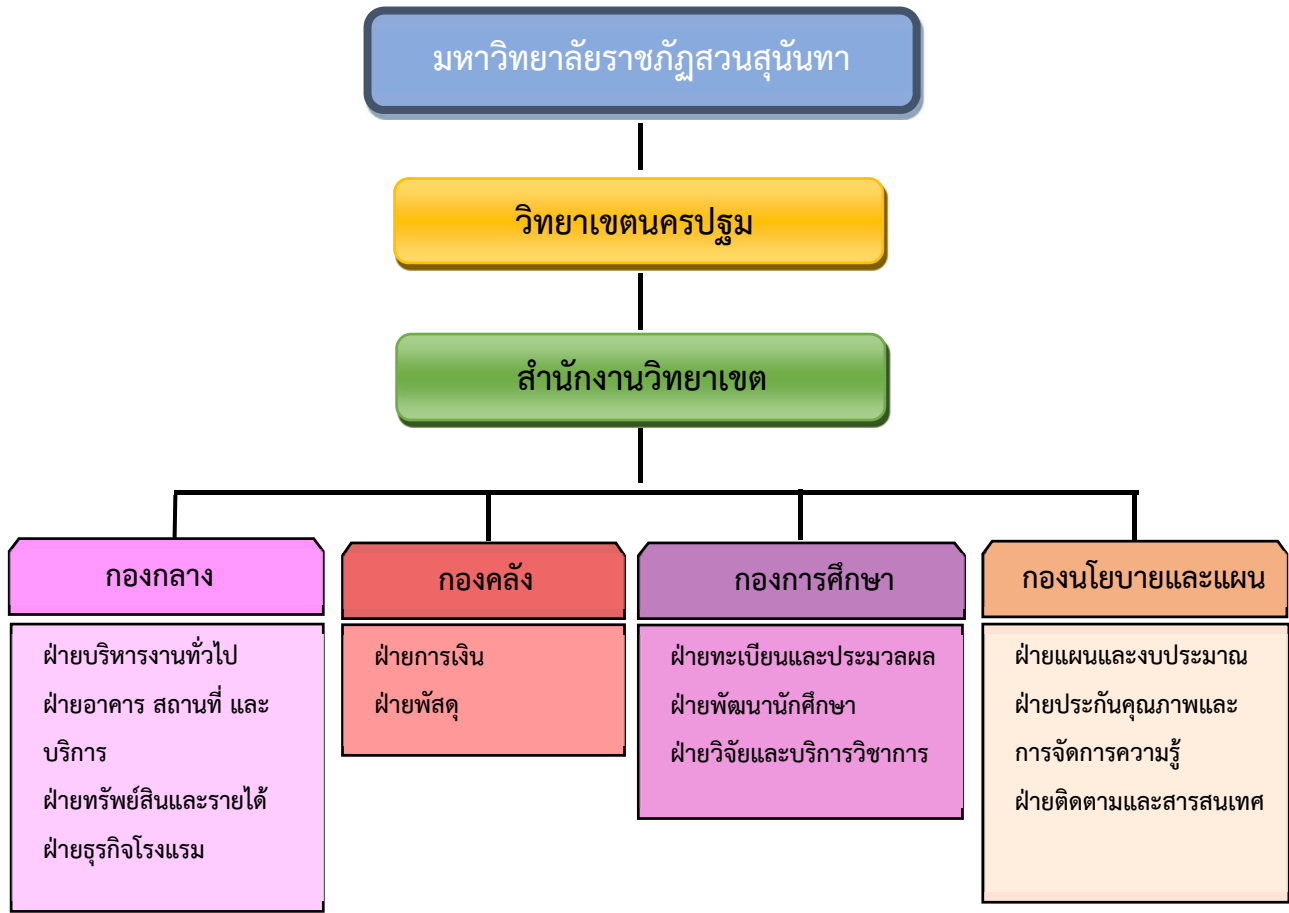 มหาวิทยาลัยราชภัฏสวนสุนันทา
วิทยาเขตนครปฐม
สำนักงานวิทยาเขต
กองกลาง
ฝ่ายบริหารงานทั่วไป
ฝ่ายอาคาร สถานที่ และ
บริการ
ฝ่ายทรัพย์สินและรายได้
ฝ่ายธุรกิจโรงแรม
กองคลัง
ฝ่ายการเงิน
ฝ่ายพัสดุ
กองการศึกษา
ฝ่ายทะเบียนและประมวลผล
ฝ่ายพัฒนานักศึกษา
ฝ่ายวิจัยและบริการวิชาการ
กองนโยบายและแผน
ฝ่ายแผนและงบประมาณ
ฝ่ายประกันคุณภาพและ
การจัดการความรู้
ฝ่ายติดตามและสารสนเทศ